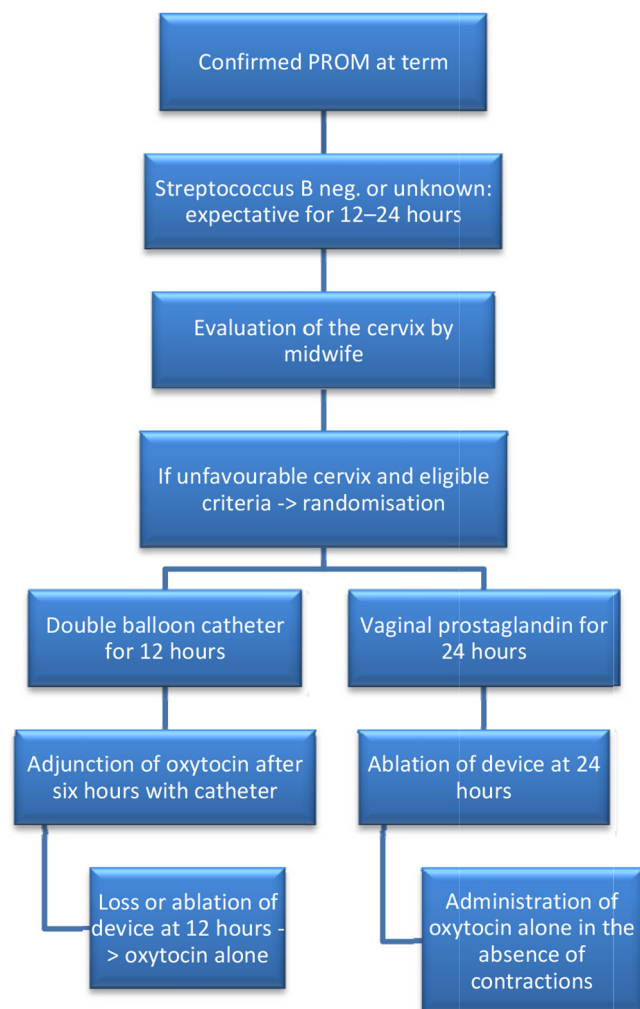 Confirmed PROM at term
Streptococcus B neg. or unknown:
expectative for 12–24 hours
Evaluation of the cervix by
midwife
If unfavourable cervix and eligible
criteria -> randomisation
Double balloon catheter
for 12 hours
Vaginal prostaglandin for
24 hours
Adjunction of oxytocin after
six hours with catheter
Ablation of device at 24
hours
Loss or ablation of
device at 12 hours -
> oxytocin alone
Administration of
oxytocin alone in the
absence of
contractions